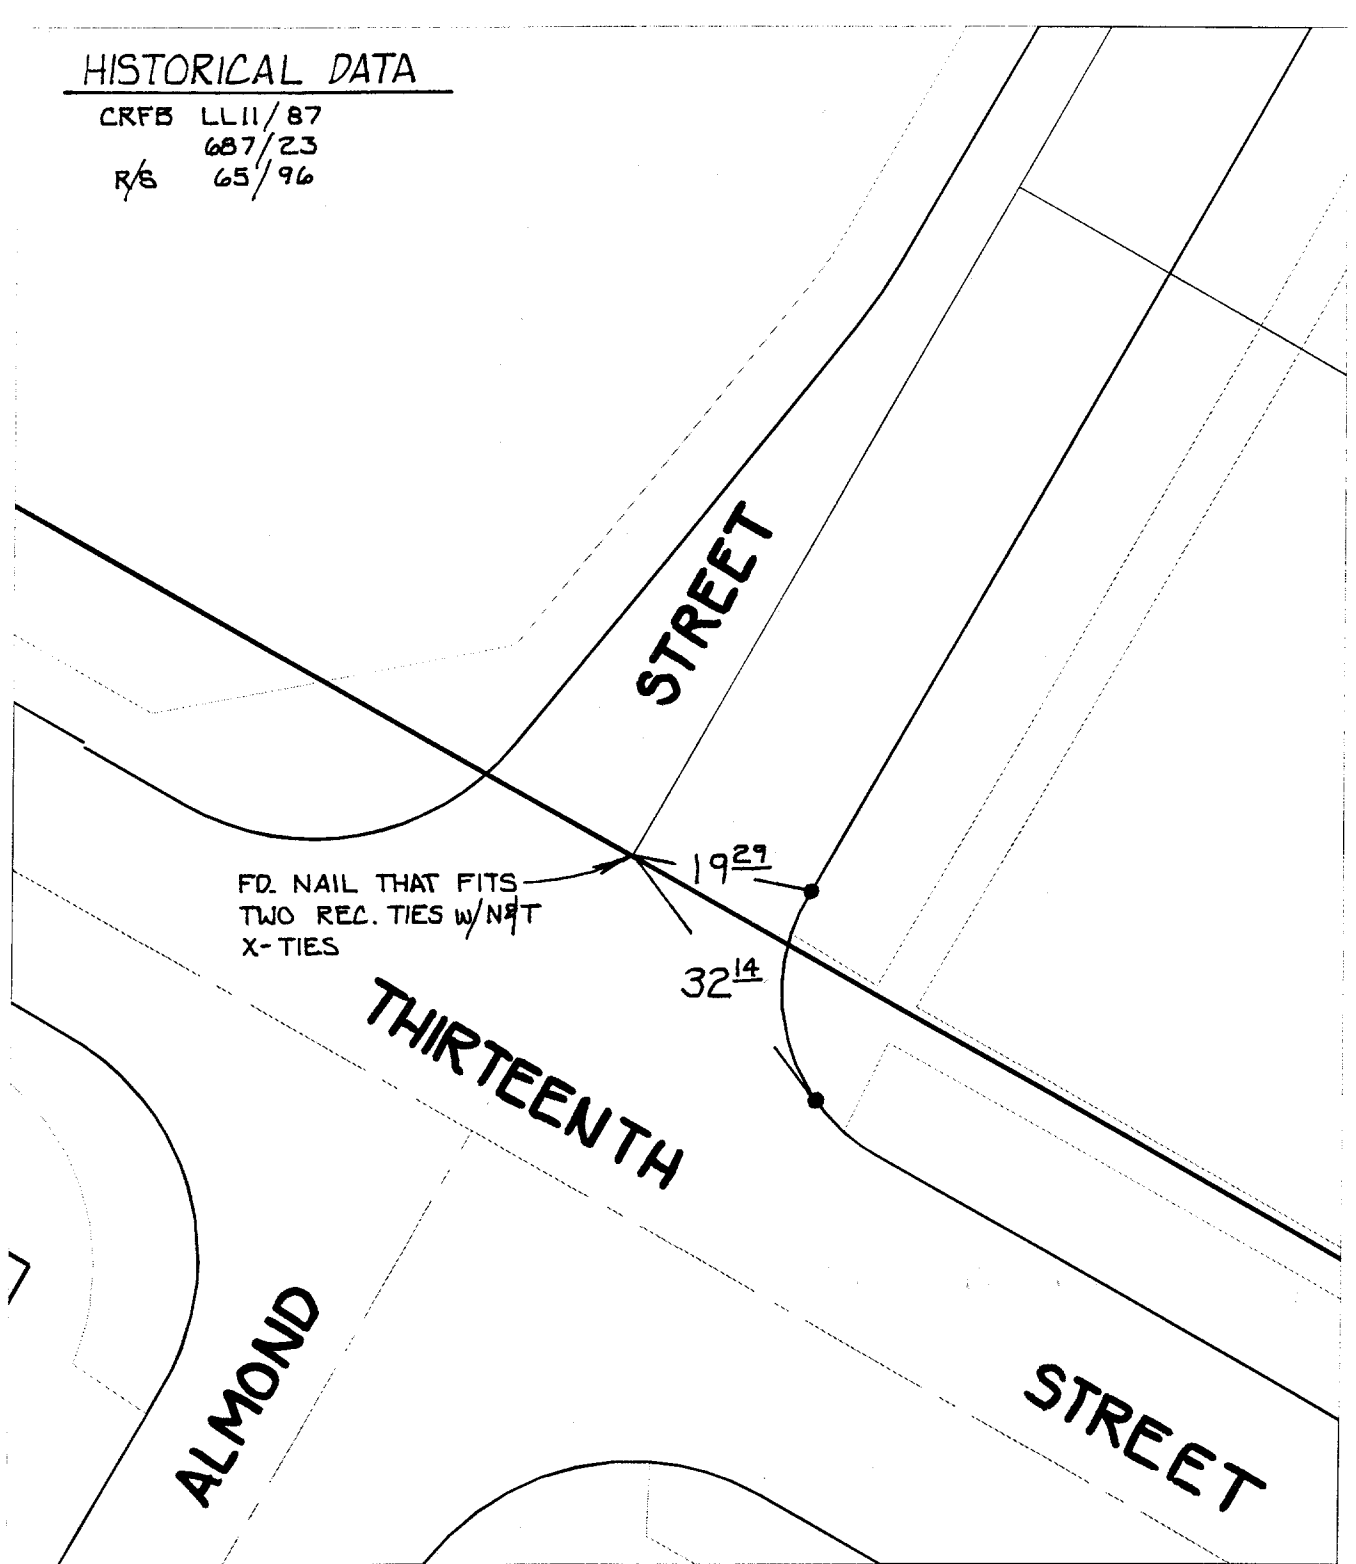 HISTORICAL DATA
CRFB LL11/87
687/23
R/S 65/96
STREET
19 29
FD. NAIL THAT FITS
TWO REC. TIES W/N&T
X-TIES
32 14
THIRTEENTH
ALMOND
STREET